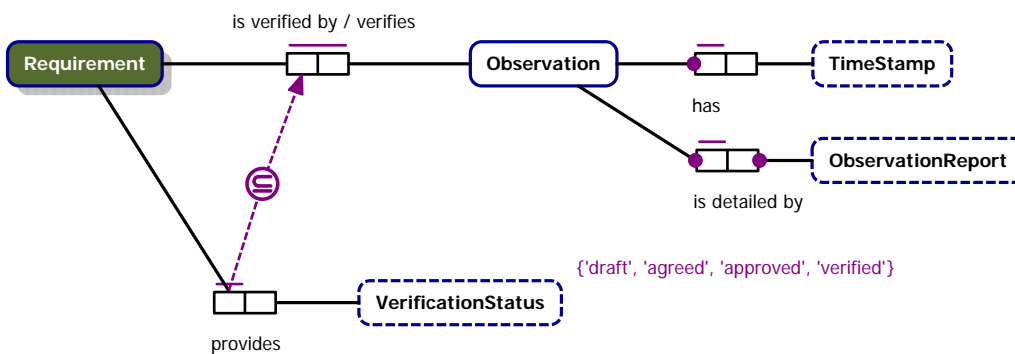 is verified by / verifies
Requirement
Observation
TimeStamp
has
ObservationReport
is detailed by
{'draft', 'agreed', 'approved', 'verified'}
VerificationStatus
provides